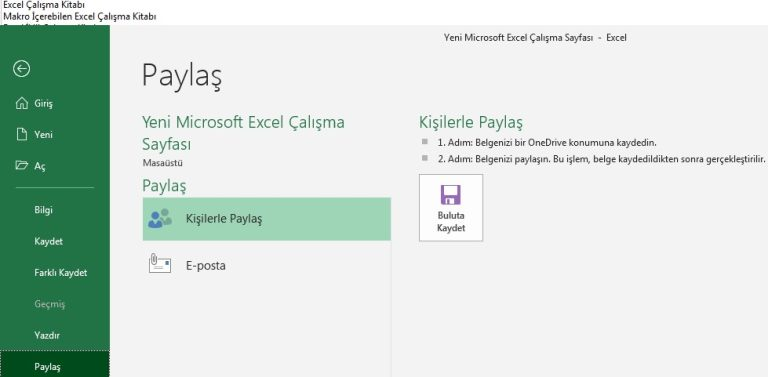 Excel Çalışma Kitabı
Makro İçerebilen Excel Çalışma Kitabı
Yeni Microsoft Excel Çalışma Sayfası - Excel
Paylaş
Giriş
Yeni
Aç
Bilgi
Kaydet
Farklı Kaydet
Geçmiş
Yazdır
Paylaş
Yeni Microsoft Excel Çalışma
Sayfası
Masaüstü
Paylaş
Kişilerle Paylaş
E-posta
Kişilerle Paylaş
1. Adım: Belgenizi bir OneDrive konumuna kaydedin.
2. Adım: Belgenizi paylaşın. Bu işlem, belge kaydedildikten sonra gerçekleştirilir.
Buluta
Kaydet